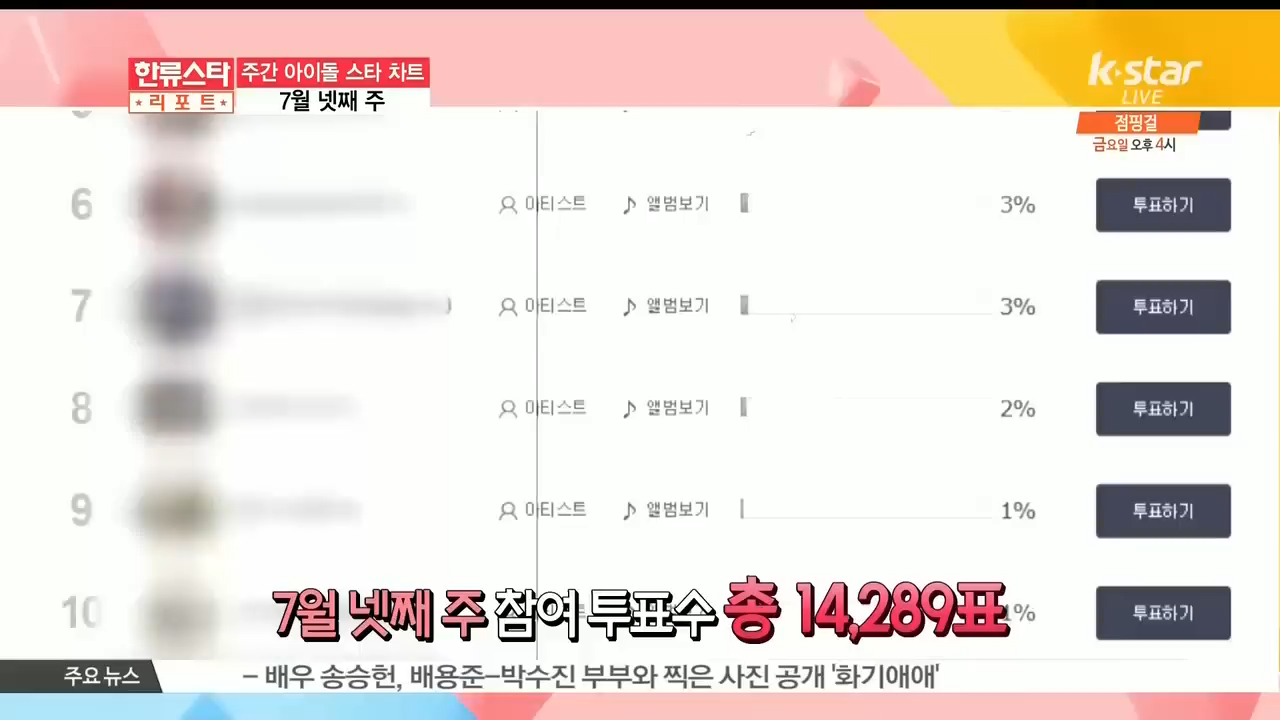 한류스타 주간 아이돌 스타 차트
★리포트★ 7월 넷째 주
k·star
LIVE
점핑걸
금요일 오후 4시
6 아티스트 앨범보기 3% 투표하기
7 아티스트 앨범보기 3% 투표하기
8 아티스트 앨범보기 2% 투표하기
9 아티스트 앨범보기 1% 투표하기
10 1% 투표하기
7월 넷째 주 참여 투표수 총 14,289표
주요 뉴스 – 배우 송승헌, 배용준–박수진 부부와 찍은 사진 공개 '화기애애'